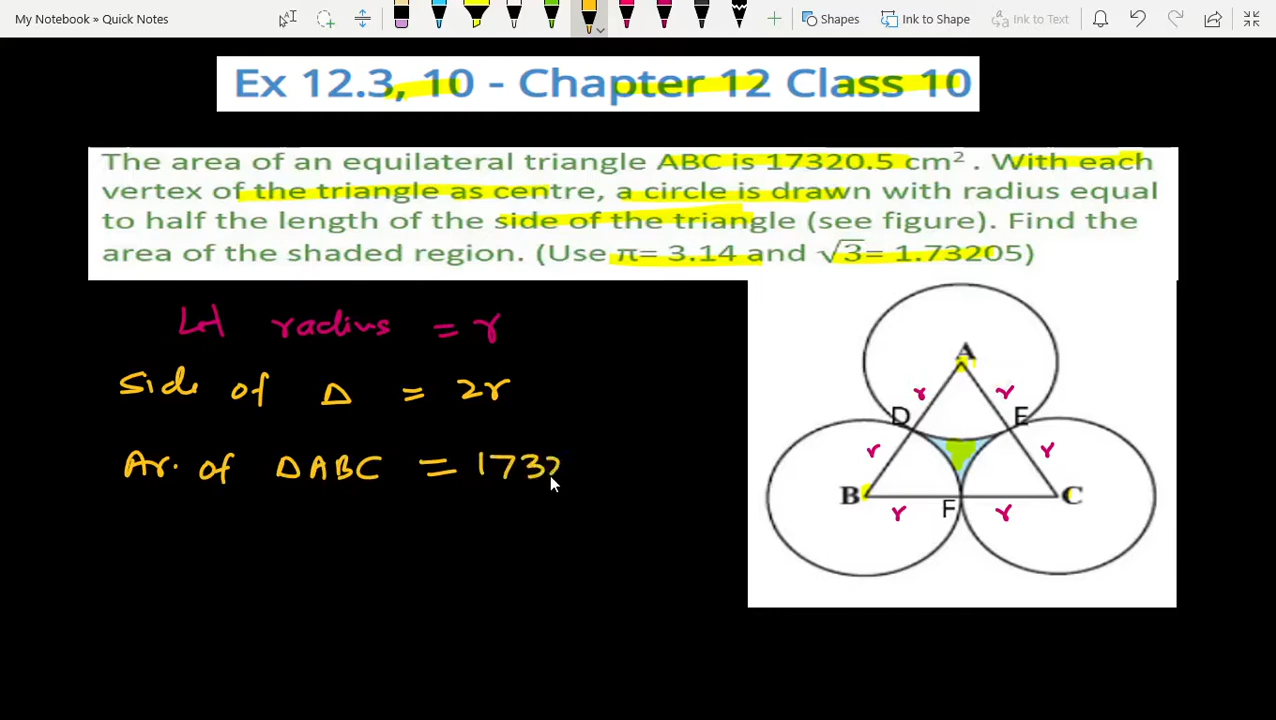 My Notebook » Quick Notes
Shapes
Ink to Shape
Ink to Text
Ex 12.3, 10 - Chapter 12 Class 10
The area of an equilateral triangle ABC is 17320.5 cm². With each
vertex of the triangle as centre, a circle is drawn with radius equal
to half the length of the side of the triangle (see figure). Find the
area of the shaded region. (Use π= 3.14 and √3= 1.73205)
radius = r
Side of Δ = 2r
Ar. of ΔABC = 173
A
r r
D E
r r
B F C
r r